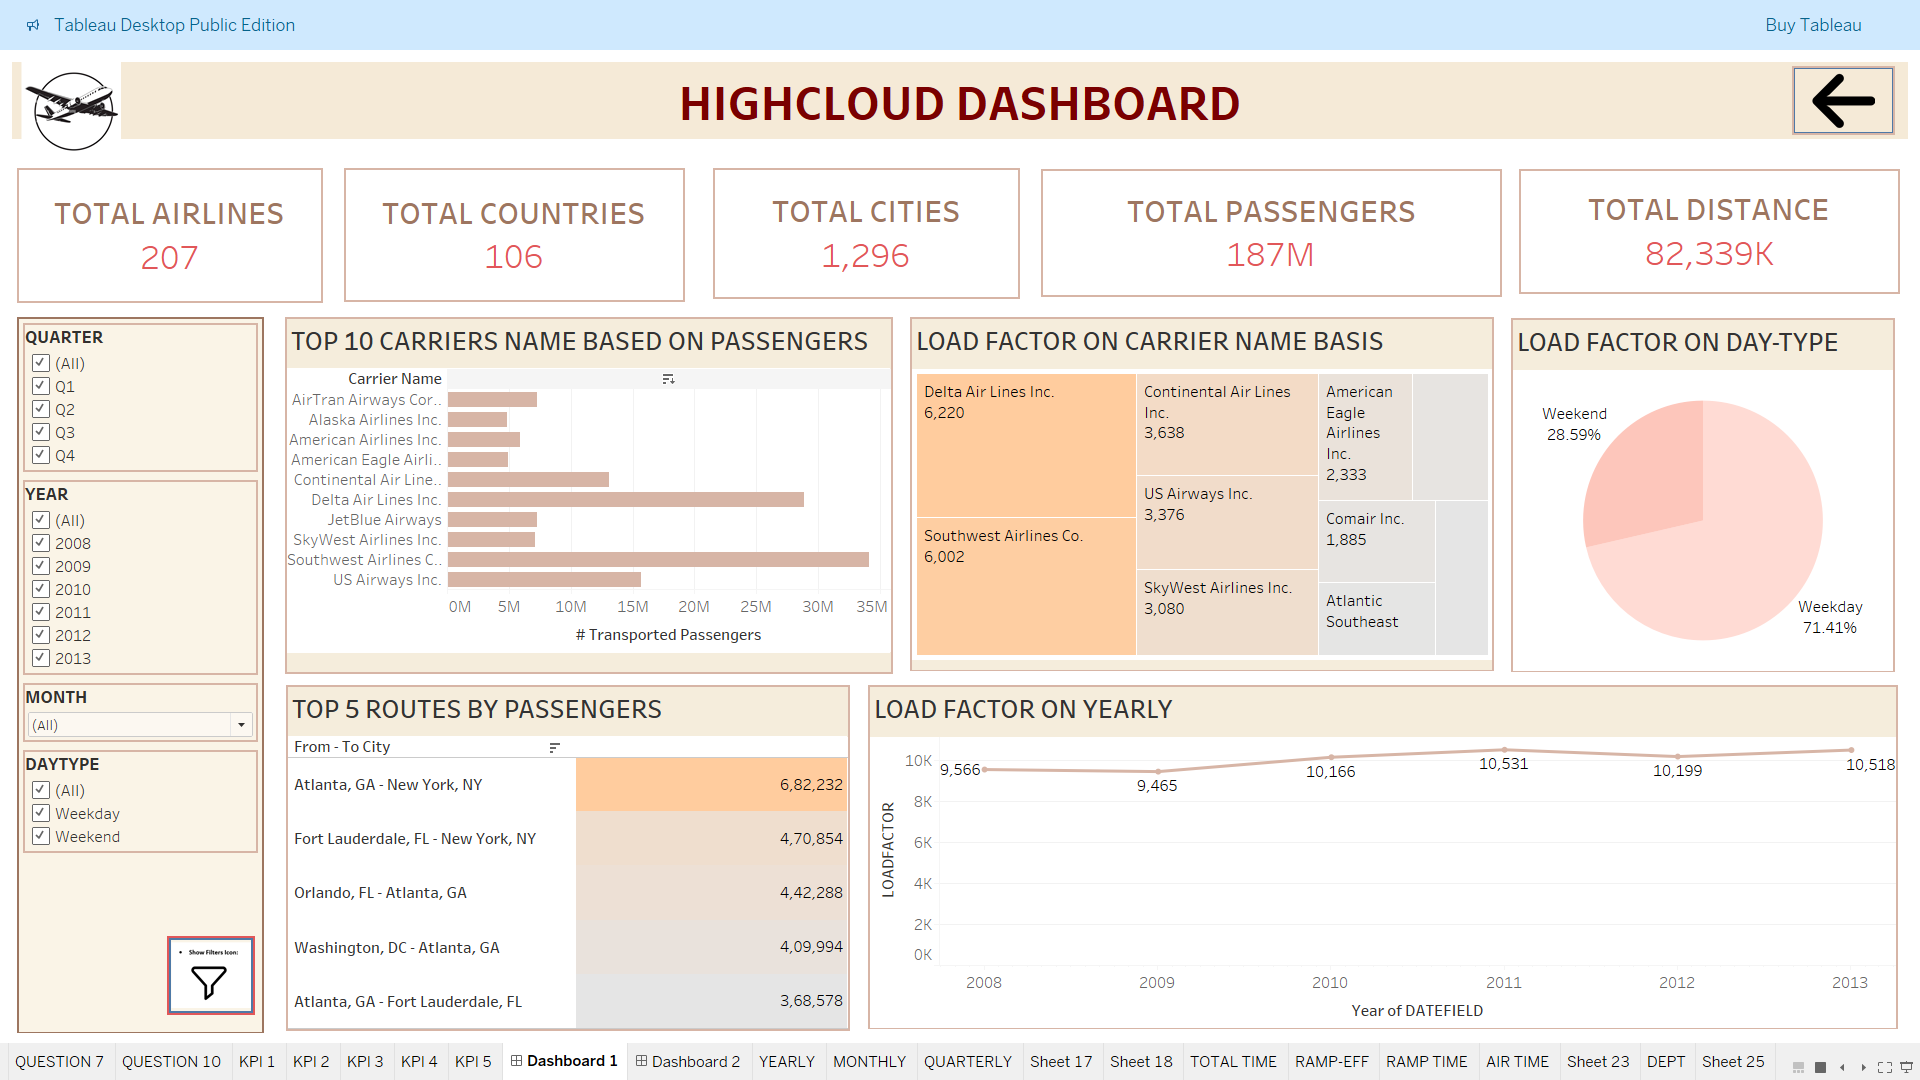 Tableau Desktop Public Edition
Buy Tableau
HIGHCLOUD DASHBOARD
TOTAL AIRLINES
207
TOTAL COUNTRIES
106
TOTAL CITIES
1,296
TOTAL PASSENGERS
187M
TOTAL DISTANCE
82,339K
QUARTER
(All)
Q1
Q2
Q3
Q4
YEAR
(All)
2008
2009
2010
2011
2012
2013
MONTH
(All)
DAYTYPE
(All)
Weekday
Weekend
Show Filters Icon:
TOP 10 CARRIERS NAME BASED ON PASSENGERS
Carrier Name
AirTran Airways Cor..
Alaska Airlines Inc.
American Airlines Inc.
American Eagle Airli..
Continental Air Line..
Delta Air Lines Inc.
JetBlue Airways
SkyWest Airlines Inc.
Southwest Airlines C..
US Airways Inc.
0M 5M 10M 15M 20M 25M 30M 35M
# Transported Passengers
LOAD FACTOR ON CARRIER NAME BASIS
Delta Air Lines Inc.
6,220
Southwest Airlines Co.
6,002
Continental Air Lines
Inc.
3,638
US Airways Inc.
3,376
SkyWest Airlines Inc.
3,080
American
Eagle
Airlines
Inc.
2,333
Comair Inc.
1,885
Atlantic
Southeast
LOAD FACTOR ON DAY-TYPE
Weekend
28.59%
Weekday
71.41%
TOP 5 ROUTES BY PASSENGERS
From - To City
Atlanta, GA - New York, NY 6,82,232
Fort Lauderdale, FL - New York, NY 4,70,854
Orlando, FL - Atlanta, GA 4,42,288
Washington, DC - Atlanta, GA 4,09,994
Atlanta, GA - Fort Lauderdale, FL 3,68,578
LOAD FACTOR ON YEARLY
LOADFACTOR
10K
8K
6K
4K
2K
0K
9,566
9,465
10,166
10,531
10,199
10,518
2008 2009 2010 2011 2012 2013
Year of DATEFIELD
QUESTION 7 QUESTION 10 KPI 1 KPI 2 KPI 3 KPI 4 KPI 5 Dashboard 1 Dashboard 2 YEARLY MONTHLY QUARTERLY Sheet 17 Sheet 18 TOTAL TIME RAMP-EFF RAMP TIME AIR TIME Sheet 23 DEPT Sheet 25